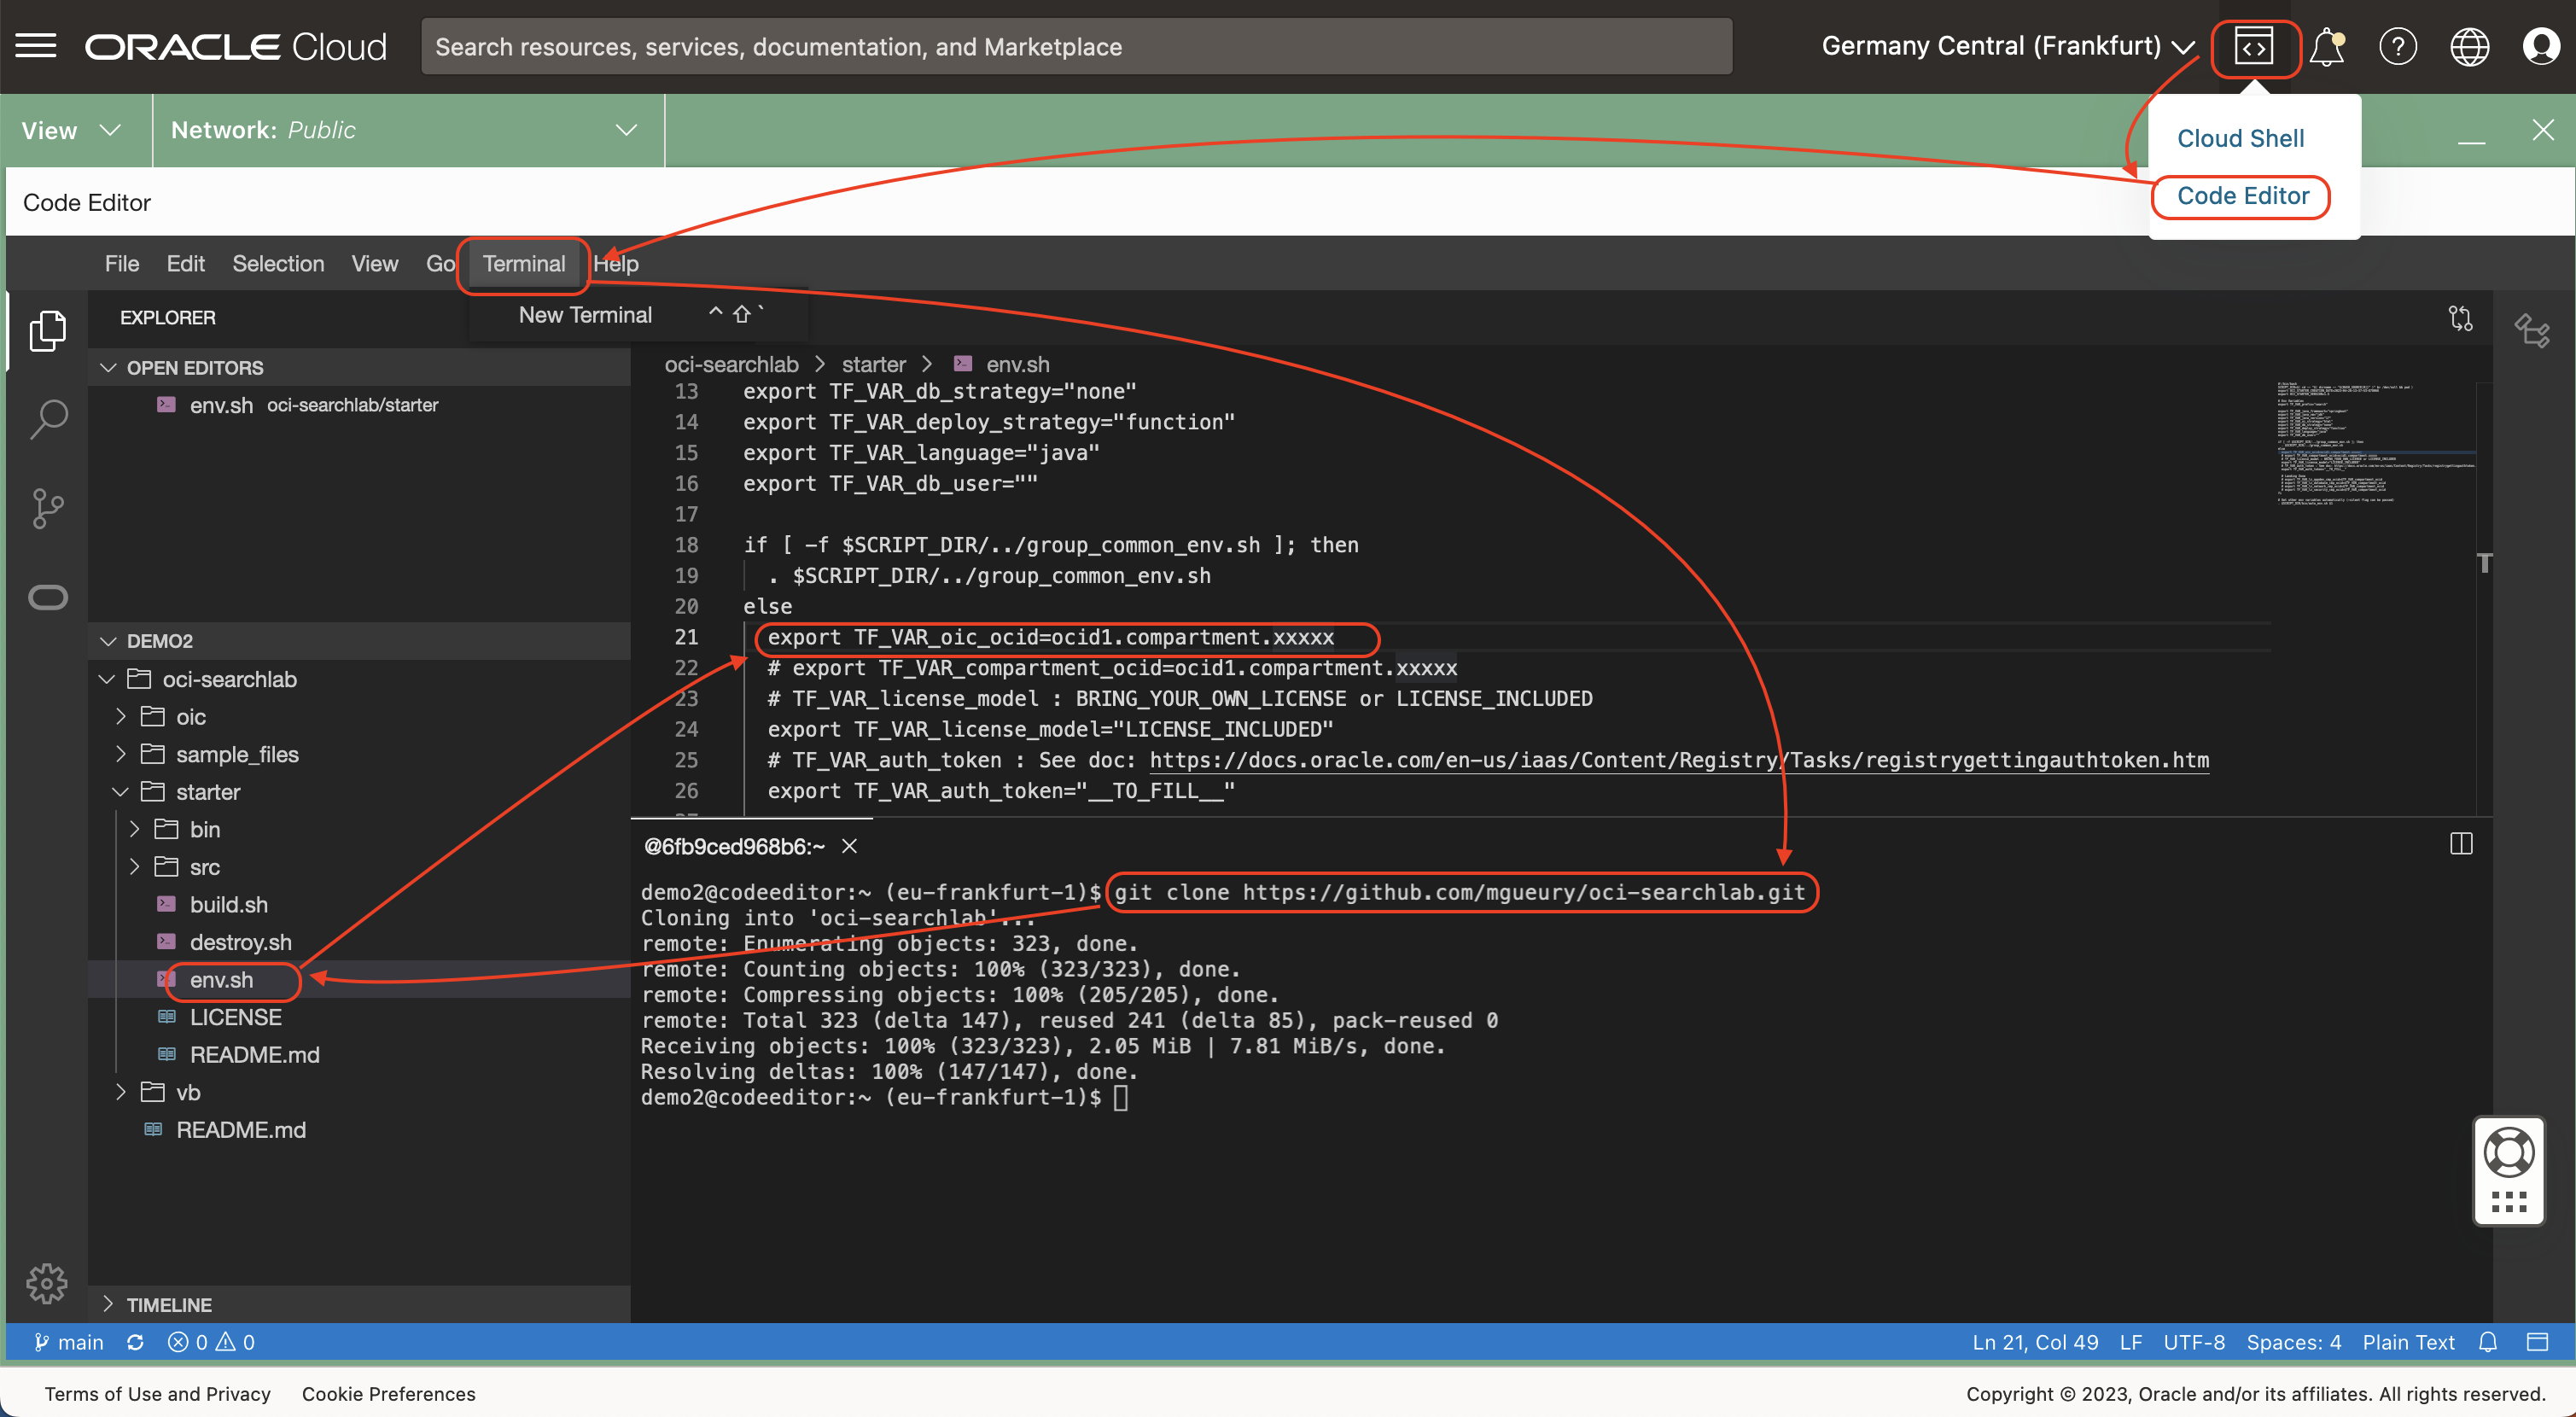 ORACLE Cloud
Search resources, services, documentation, and Marketplace
Germany Central (Frankfurt)
View
Network: Public
Cloud Shell
Code Editor
Code Editor
File Edit Selection View Go Terminal Help
New Terminal ^ ⇧ `
EXPLORER
OPEN EDITORS
env.sh oci-searchlab/starter
DEMO2
oci-searchlab
oic
sample_files
starter
bin
src
build.sh
destroy.sh
env.sh
LICENSE
README.md
vb
README.md
TIMELINE
oci-searchlab > starter > env.sh
13 export TF_VAR_db_strategy="none"
14 export TF_VAR_deploy_strategy="function"
15 export TF_VAR_language="java"
16 export TF_VAR_db_user=""
17
18 if [ -f $SCRIPT_DIR/../group_common_env.sh ]; then
19 . $SCRIPT_DIR/../group_common_env.sh
20 else
21 export TF_VAR_oic_ocid=ocid1.compartment.xxxxx
22 # export TF_VAR_compartment_ocid=ocid1.compartment.xxxxx
23 # TF_VAR_license_model : BRING_YOUR_OWN_LICENSE or LICENSE_INCLUDED
24 export TF_VAR_license_model="LICENSE_INCLUDED"
25 # TF_VAR_auth_token : See doc: https://docs.oracle.com/en-us/iaas/Content/Registry/Tasks/registrygettingauthtoken.htm
26 export TF_VAR_auth_token="__TO_FILL__"
@6fb9ced968b6:~
demo2@codeeditor:~ (eu-frankfurt-1)$ git clone https://github.com/mgueury/oci-searchlab.git
Cloning into 'oci-searchlab'...
remote: Enumerating objects: 323, done.
remote: Counting objects: 100% (323/323), done.
remote: Compressing objects: 100% (205/205), done.
remote: Total 323 (delta 147), reused 241 (delta 85), pack-reused 0
Receiving objects: 100% (323/323), 2.05 MiB | 7.81 MiB/s, done.
Resolving deltas: 100% (147/147), done.
demo2@codeeditor:~ (eu-frankfurt-1)$
main 0 0
Ln 21, Col 49 LF UTF-8 Spaces: 4 Plain Text
Terms of Use and Privacy Cookie Preferences
Copyright © 2023, Oracle and/or its affiliates. All rights reserved.